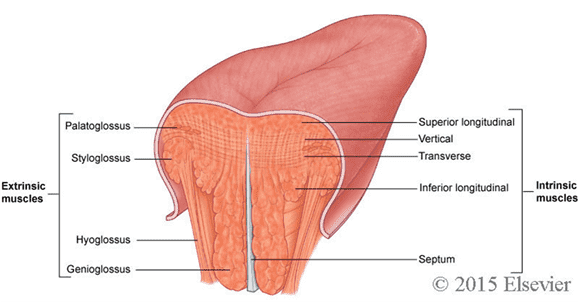 Palatoglossus
Styloglossus
Extrinsic
muscles
Hyoglossus
Genioglossus
Superior longitudinal
Vertical
Transverse
Inferior longitudinal
Intrinsic
muscles
Septum
© 2015 Elsevier